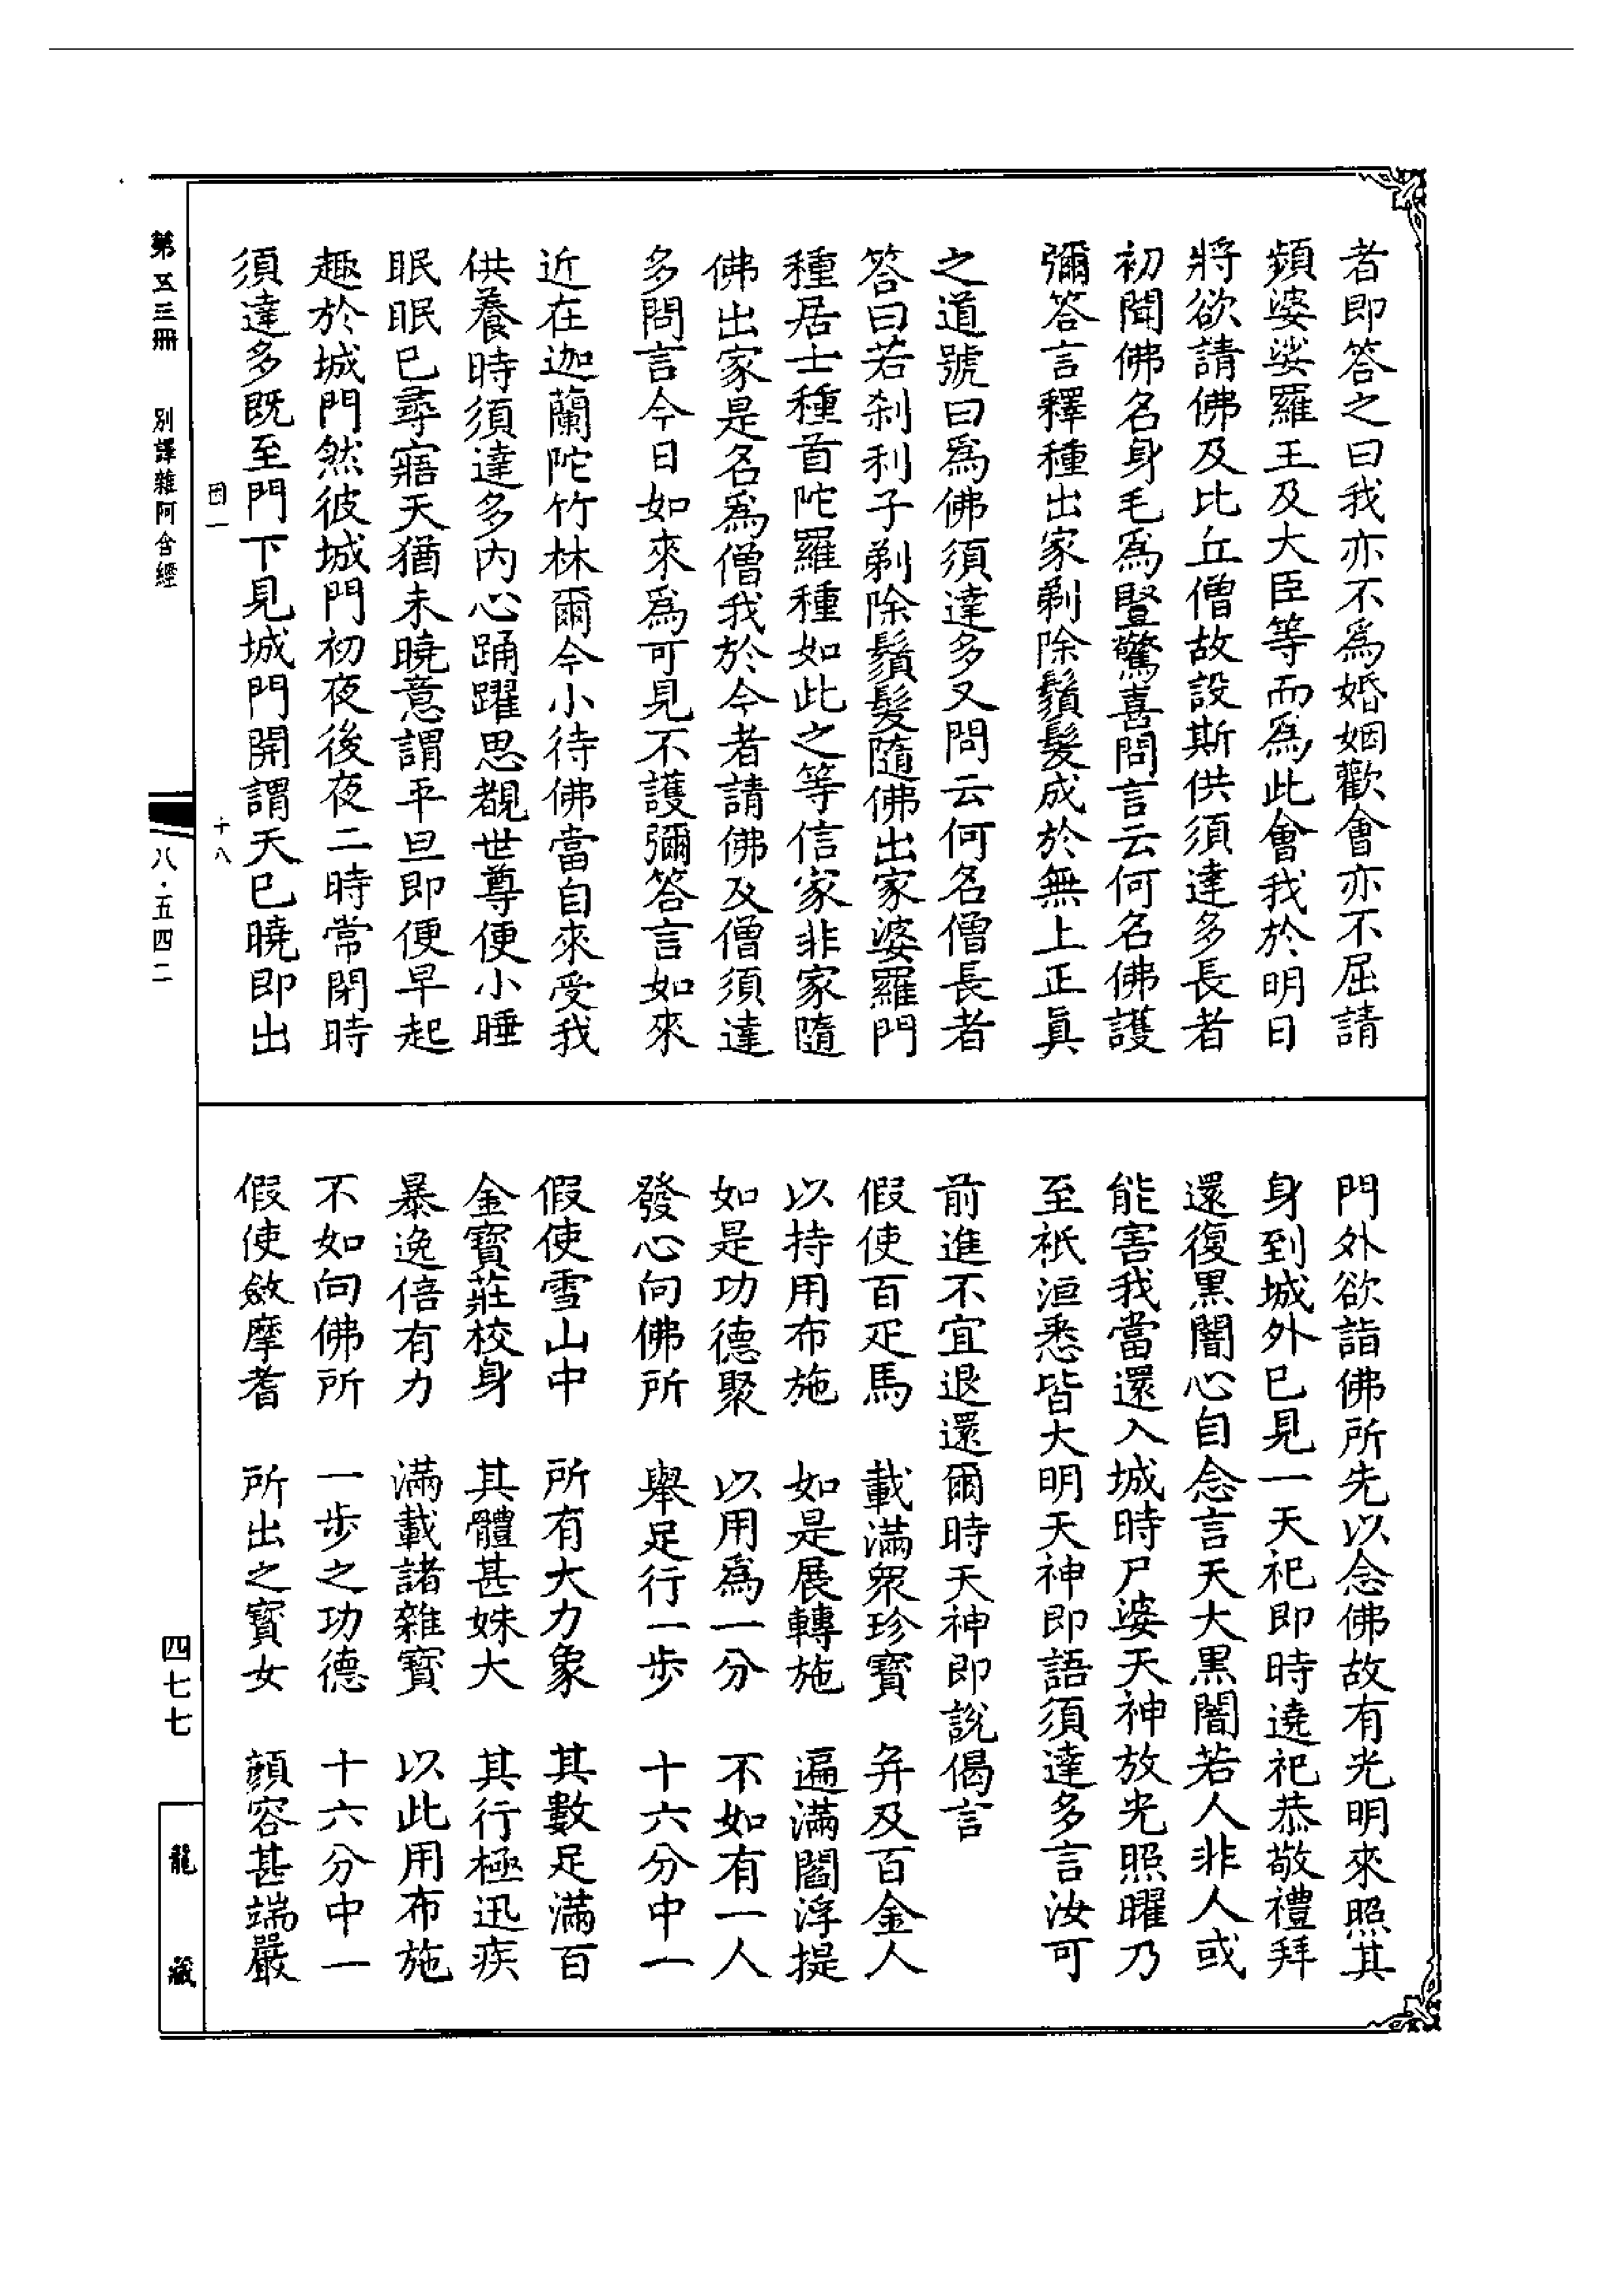 者即答之曰我亦不爲婚姻歡會亦不屈請
頻婆娑羅王及大臣等而爲此會我於明日
將欲請佛及比丘僧故設斯供須達多長者
初聞佛名身毛爲豎驚喜問言云何名佛護
彌答言釋種出家剃除鬚髮成於無上正眞
之道號曰爲佛須達多又問云何名僧長者
答曰若刹利子剃除鬚髮隨佛出家婆羅門
種居士種首陀羅種如此之等信家非家隨
佛出家是名爲僧我於今者請佛及僧須達
多問言今日如來爲可見不護彌答言如來
近在迦蘭陀竹林爾今小待佛當自來受我
供養時須達多內心踊躍思覩世尊便小睡
眠眠已尋寤天猶未曉意謂平旦即便早起
趣於城門然彼城門初夜後夜二時常閉時
須達多既至門下見城門開謂天已曉即出
門外欲詣佛所先以念佛故有光明來照其
身到城外已見一天祀即時遶祀恭敬禮拜
還復黑闇心自念言天大黑闇若人非人或
能害我當還入城時尸婆天神放光照曜乃
至祇洹悉皆大明天神即語須達多言汝可
前進不宜退還爾時天神即說偈言
假使百疋馬　載滿衆珍寶　弁及百金人
以持用布施　如是展轉施　遍滿閻浮提
如是功德聚　以用爲一分　不如有一人
發心向佛所　舉足行一步　十六分中一
假使雪山中　所有大力象　其數足滿百
金寶莊校身　其體甚姝大　其行極迅疾
暴逸倍有力　滿載諸雜寶　以此用布施
不如向佛所　一步之功德　十六分中一
假使斂摩耆　所出之寶女　顏容甚端嚴
十八
第五三冊　別譯雜阿含經
八·五四二
四七七
龍藏